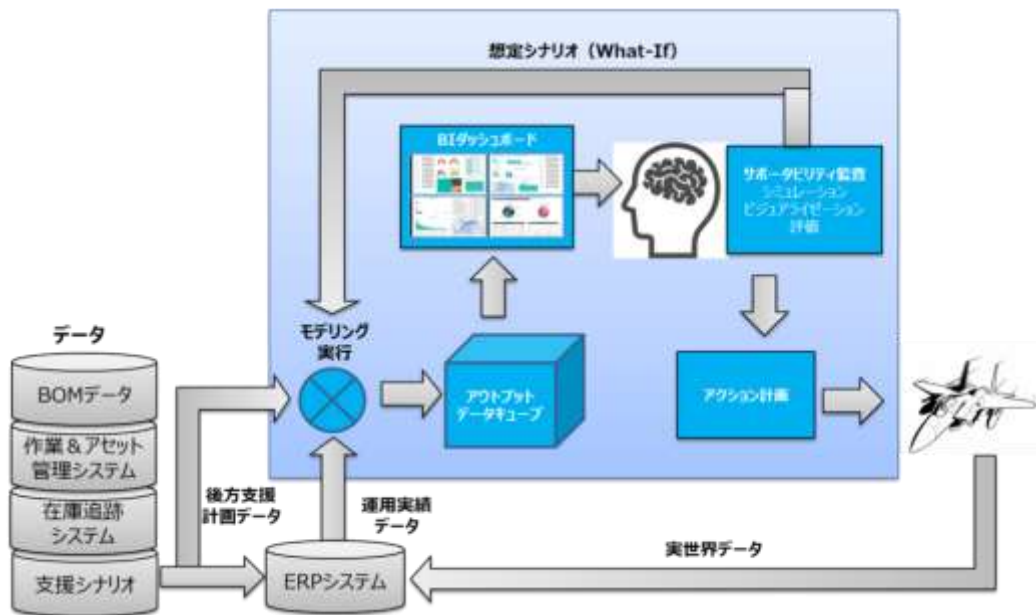 想定シナリオ（What-If）
BIダッシュボード
サポータビリティ監査
シミュレーション
ビジュアライゼーション
評価
モデリング
実行
アウトプット
データキューブ
アクション計画
データ
BOMデータ
作業＆アセット
管理システム
在庫追跡
システム
支援シナリオ
後方支援
計画データ
運用実績
データ
ERPシステム
実世界データ